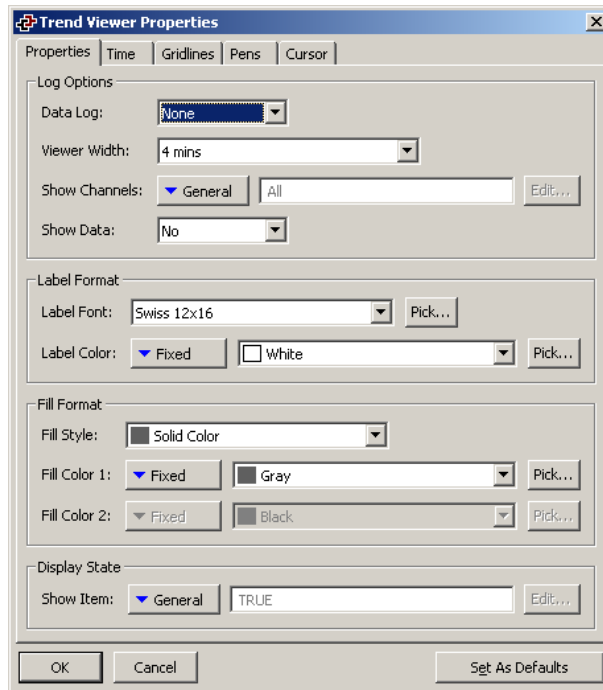 Trend Viewer Properties
Properties Time Gridlines Pens Cursor
Log Options
Data Log: None
Viewer Width: 4 mins
Show Channels: General All Edit...
Show Data: No
Label Format
Label Font: Swiss 12x16 Pick...
Label Color: Fixed White Pick...
Fill Format
Fill Style: Solid Color
Fill Color 1: Fixed Gray Pick...
Fill Color 2: Fixed Black Pick...
Display State
Show Item: General TRUE Edit...
OK Cancel Set As Defaults